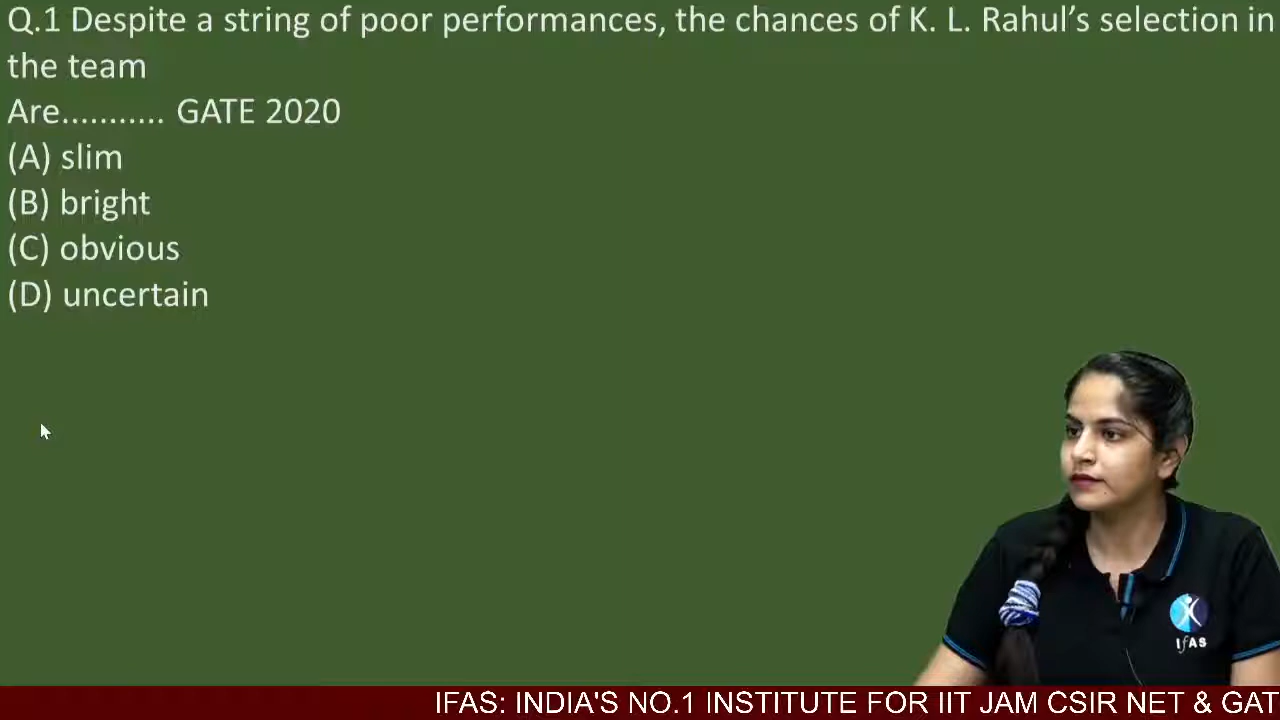 Q.1 Despite a string of poor performances, the chances of K. L. Rahul’s selection in
the team
Are........... GATE 2020
(A) slim
(B) bright
(C) obvious
(D) uncertain
IfAS
IFAS: INDIA'S NO.1 INSTITUTE FOR IIT JAM CSIR NET & GAT